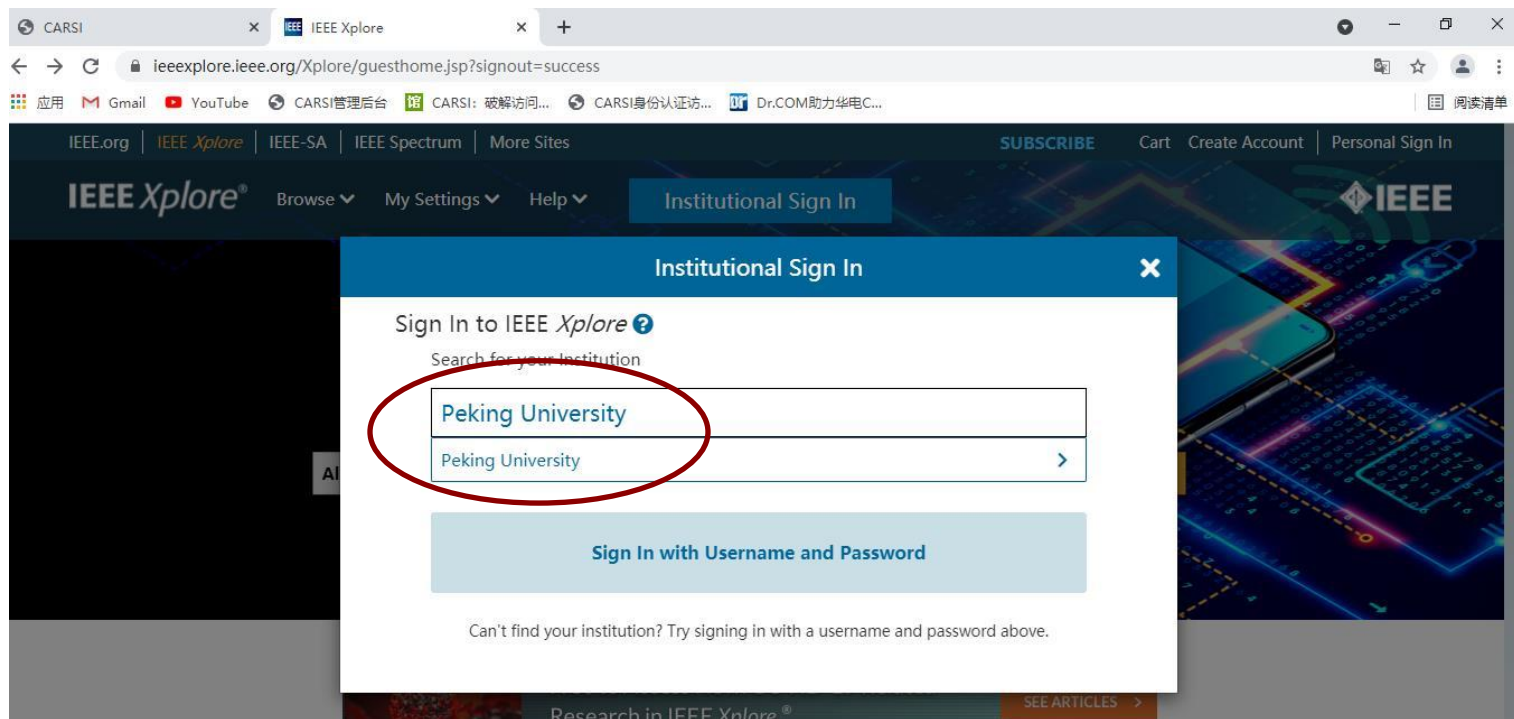 CARSI
IEEE IEEE Xplore
ieeexplore.ieee.org/Xplore/guesthome.jsp?signout=success
应用 Gmail YouTube CARSI管理后台 馆 CARSI：破解访问... CARSI身份认证访... Dr.COM助力华电C... 阅读清单
IEEE.org | IEEE Xplore | IEEE-SA | IEEE Spectrum | More Sites SUBSCRIBE Cart Create Account | Personal Sign In
IEEE Xplore® Browse My Settings Help Institutional Sign In IEEE
Institutional Sign In
Sign In to IEEE Xplore ?
Search for your Institution
Peking University
Peking University
Al
Sign In with Username and Password
Can't find your institution? Try signing in with a username and password above.
SEE ARTICLES
Research in IEEE Xplore ®